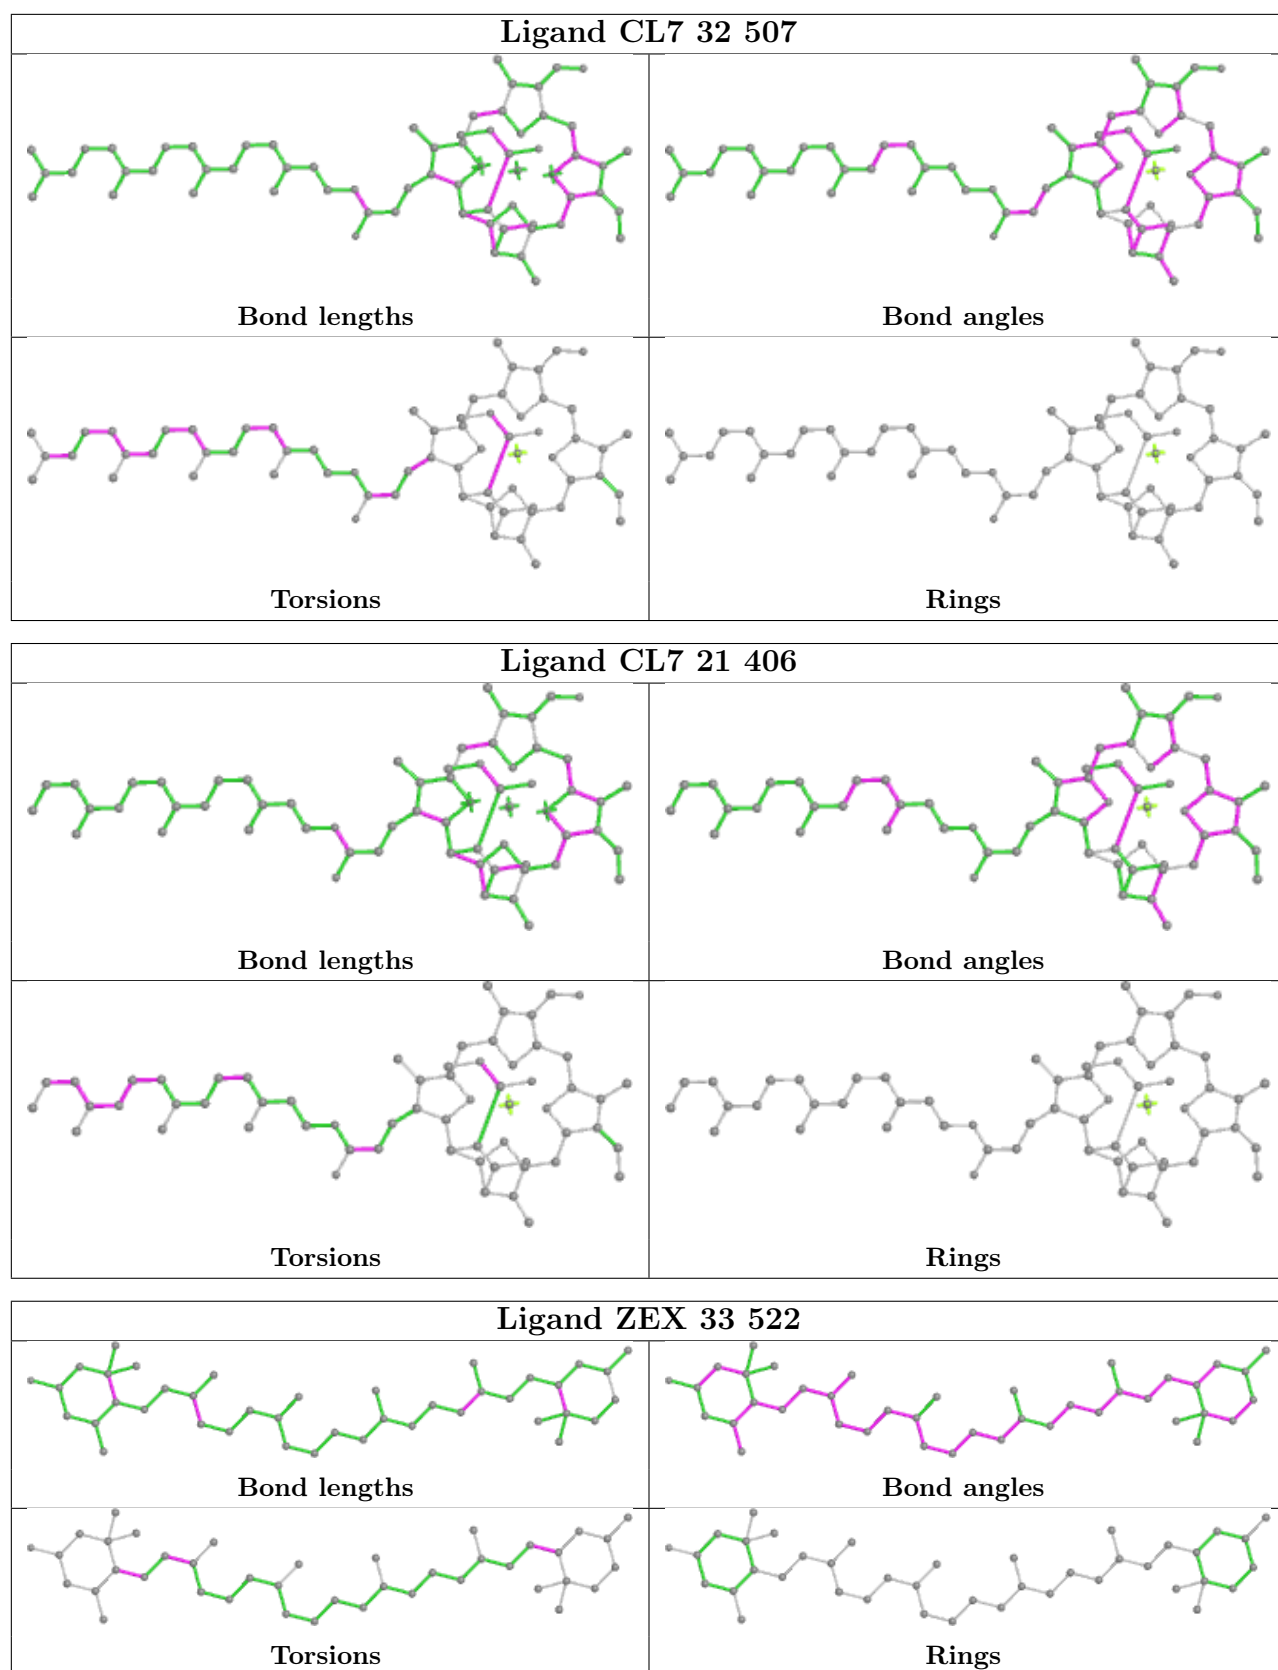 Ligand CL7 32 507
Bond lengths
Bond angles
Torsions
Rings
Ligand CL7 21 406
Bond lengths
Bond angles
Torsions
Rings
Ligand ZEX 33 522
Bond lengths
Bond angles
Torsions
Rings